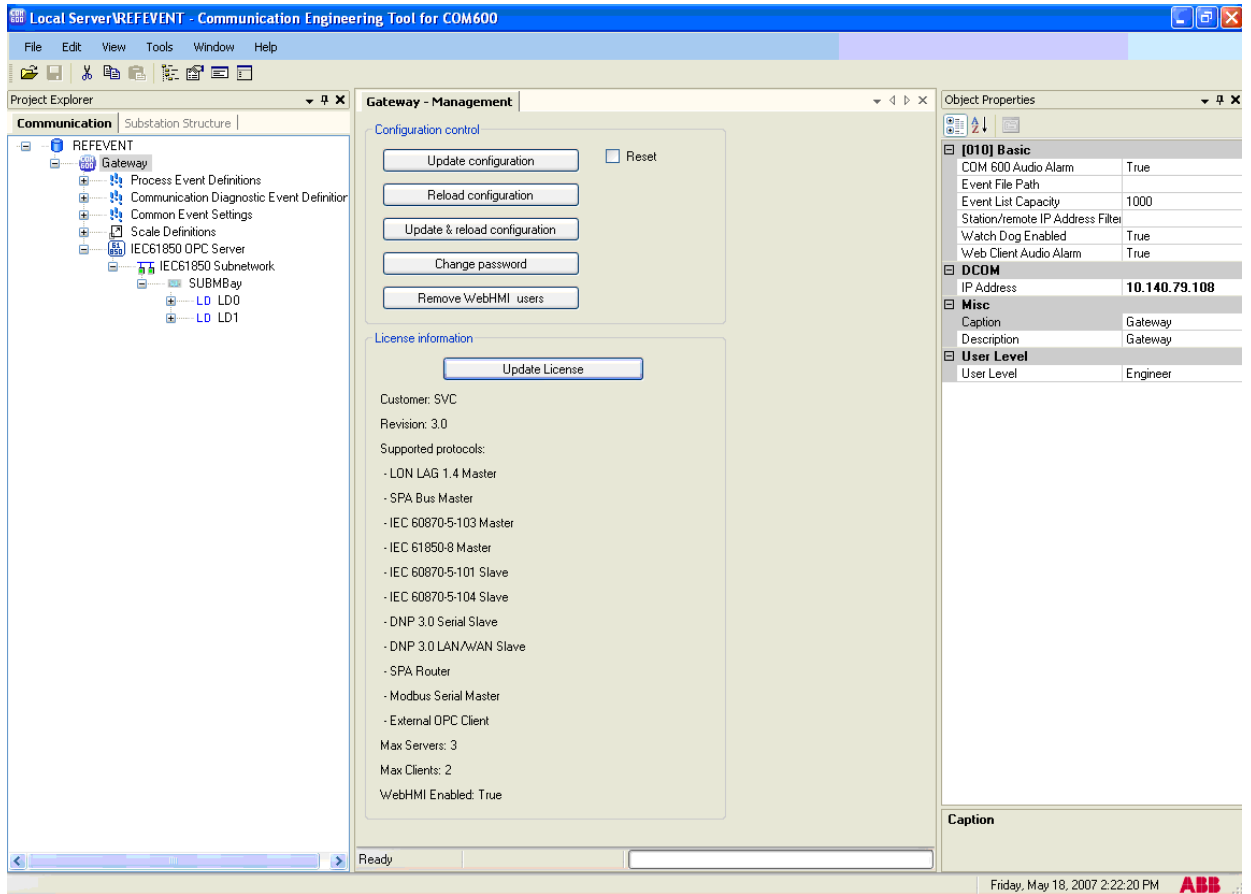 Local Server\REFEVENT - Communication Engineering Tool for COM600
File Edit View Tools Window Help
Project Explorer
Communication Substation Structure
REFEVENT
Gateway
Process Event Definitions
Communication Diagnostic Event Definition
Common Event Settings
Scale Definitions
IEC61850 OPC Server
IEC61850 Subnetwork
SUBMBay
LD LD0
LD LD1
Gateway - Management
Configuration control
Update configuration
Reset
Reload configuration
Update & reload configuration
Change password
Remove WebHMI users
License information
Update License
Customer: SVC
Revision: 3.0
Supported protocols:
- LON LAG 1.4 Master
- SPA Bus Master
- IEC 60870-5-103 Master
- IEC 61850-8 Master
- IEC 60870-5-101 Slave
- IEC 60870-5-104 Slave
- DNP 3.0 Serial Slave
- DNP 3.0 LAN/WAN Slave
- SPA Router
- Modbus Serial Master
- External OPC Client
Max Servers: 3
Max Clients: 2
WebHMI Enabled: True
Ready
Object Properties
[010] Basic
COM 600 Audio Alarm True
Event File Path
Event List Capacity 1000
Station/remote IP Address Filter
Watch Dog Enabled True
Web Client Audio Alarm True
DCOM
IP Address 10.140.79.108
Misc
Caption Gateway
Description Gateway
User Level
User Level Engineer
Caption
Friday, May 18, 2007 2:22:20 PM ABB